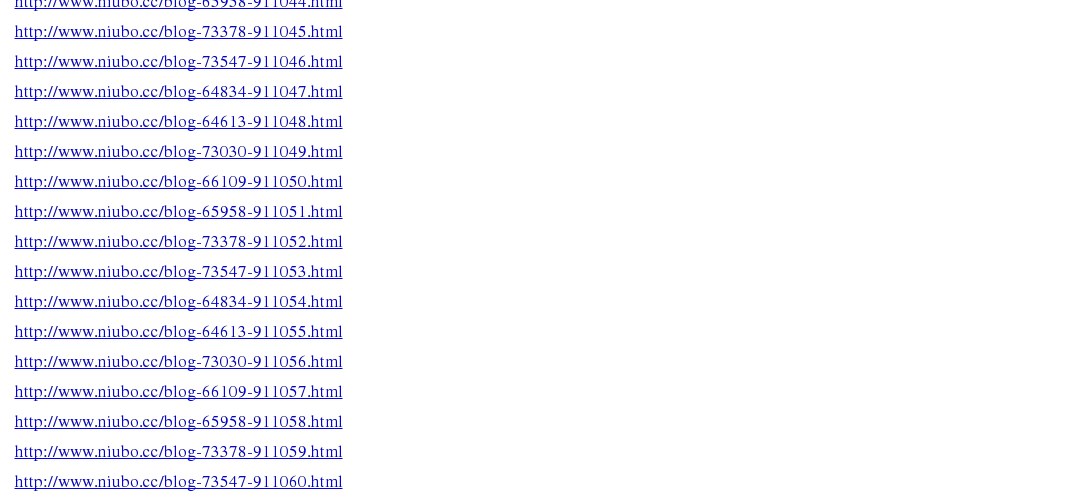 http://www.niubo.cc/blog-65958-911044.html
http://www.niubo.cc/blog-73378-911045.html
http://www.niubo.cc/blog-73547-911046.html
http://www.niubo.cc/blog-64834-911047.html
http://www.niubo.cc/blog-64613-911048.html
http://www.niubo.cc/blog-73030-911049.html
http://www.niubo.cc/blog-66109-911050.html
http://www.niubo.cc/blog-65958-911051.html
http://www.niubo.cc/blog-73378-911052.html
http://www.niubo.cc/blog-73547-911053.html
http://www.niubo.cc/blog-64834-911054.html
http://www.niubo.cc/blog-64613-911055.html
http://www.niubo.cc/blog-73030-911056.html
http://www.niubo.cc/blog-66109-911057.html
http://www.niubo.cc/blog-65958-911058.html
http://www.niubo.cc/blog-73378-911059.html
http://www.niubo.cc/blog-73547-911060.html